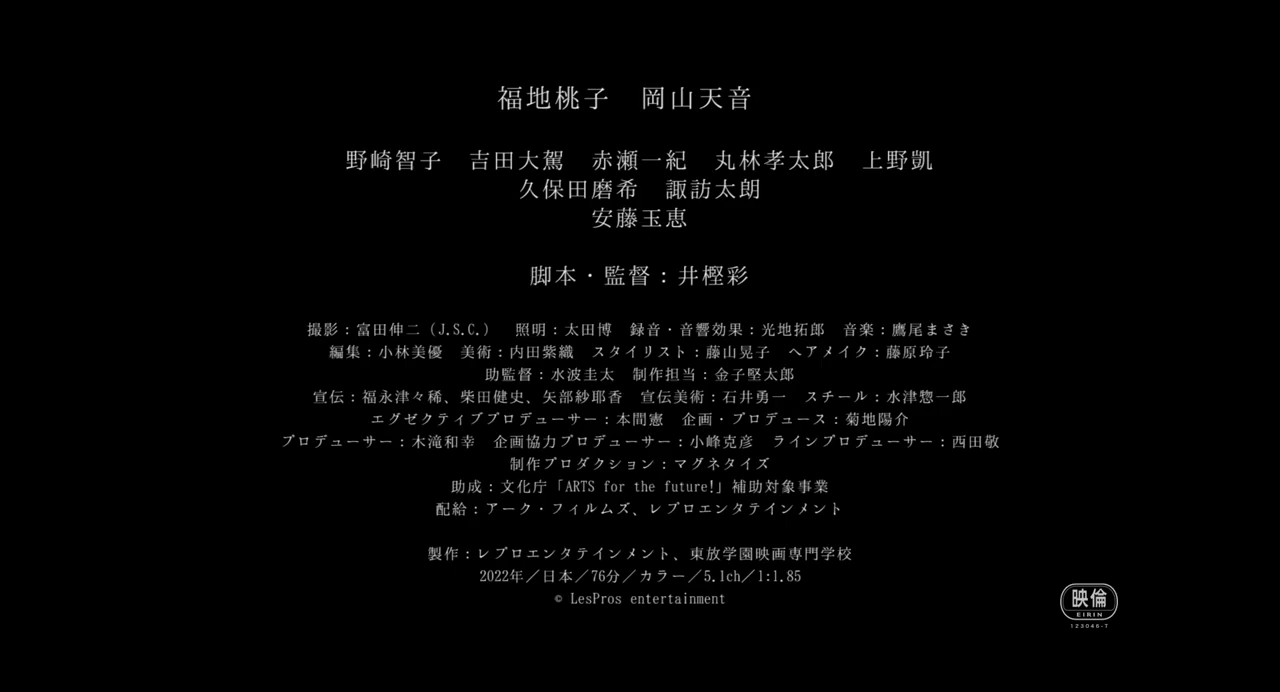 福地桃子　岡山天音
野崎智子　吉田大駕　赤瀬一紀　丸林孝太郎　上野凱
久保田磨希　諏訪太朗
安藤玉恵
脚本・監督：井樫彩
撮影：富田伸二（J.S.C.）　照明：太田博　録音・音響効果：光地拓郎　音楽：鷹尾まさき
編集：小林美優　美術：内田紫織　スタイリスト：藤山晃子　ヘアメイク：藤原玲子
助監督：水波圭太　制作担当：金子堅太郎
宣伝：福永津々稀、柴田健史、矢部紗耶香　宣伝美術：石井勇一　スチール：水津惣一郎
エグゼクティブプロデューサー：本間憲　企画・プロデュース：菊地陽介
プロデューサー：木滝和幸　企画協力プロデューサー：小峰克彦　ラインプロデューサー：西田敬
制作プロダクション：マグネタイズ
助成：文化庁「ARTS for the future!」補助対象事業
配給：アーク・フィルムズ、レプロエンタテインメント
製作：レプロエンタテインメント、東放学園映画専門学校
2022年／日本／76分／カラー／5.1ch／1:1.85
© LesPros entertainment
映倫
EIRIN
123046-T